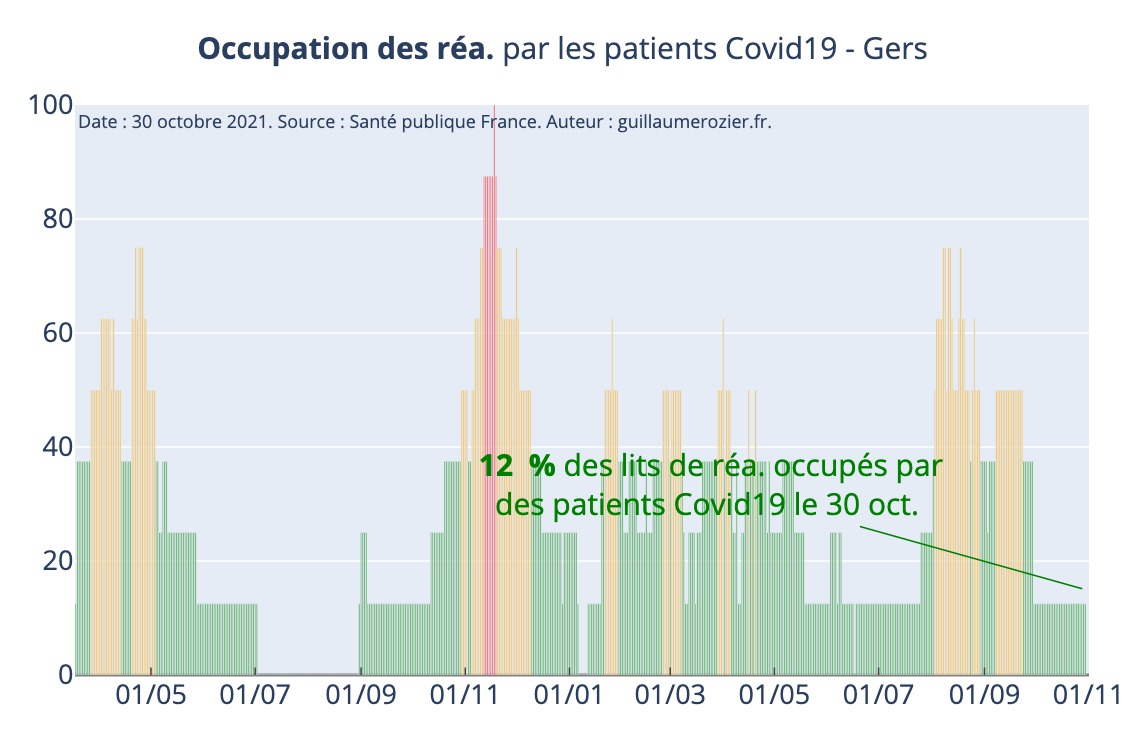 Occupation des réa. par les patients Covid19 - Gers
100
Date : 30 octobre 2021. Source : Santé publique France. Auteur : guillaumerozier.fr.
80
60
40
12  % des lits de réa. occupés par
des patients Covid19 le 30 oct.
20
0
01/05 01/07 01/09 01/11 01/01 01/03 01/05 01/07 01/09 01/11